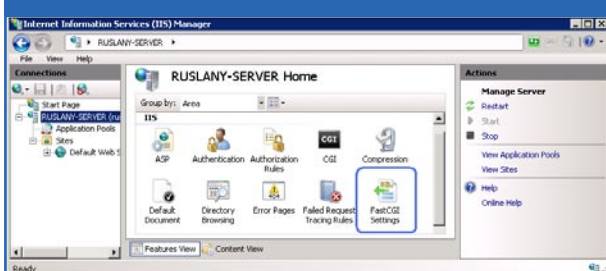 Internet Information Services (IIS) Manager
RUSLANY-SERVER
File View Help
Connections
Start Page
RUSLANY-SERVER (rus
Application Pools
Sites
Default Web S
RUSLANY-SERVER Home
Group by: Area
IIS
ASP
Authentication
Authorization Rules
CGI
Compression
Default Document
Directory Browsing
Error Pages
Failed Request Tracing Rules
FastCGI Settings
Features View
Content View
Actions
Manage Server
Restart
Start
Stop
View Application Pools
View Sites
Help
Online Help
Ready